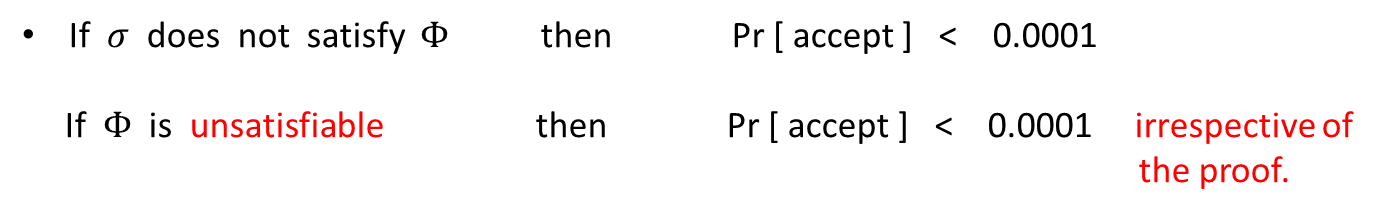 • If σ does not satisfy Φ then Pr [ accept ] < 0.0001
If Φ is unsatisfiable then Pr [ accept ] < 0.0001 irrespective of
the proof.